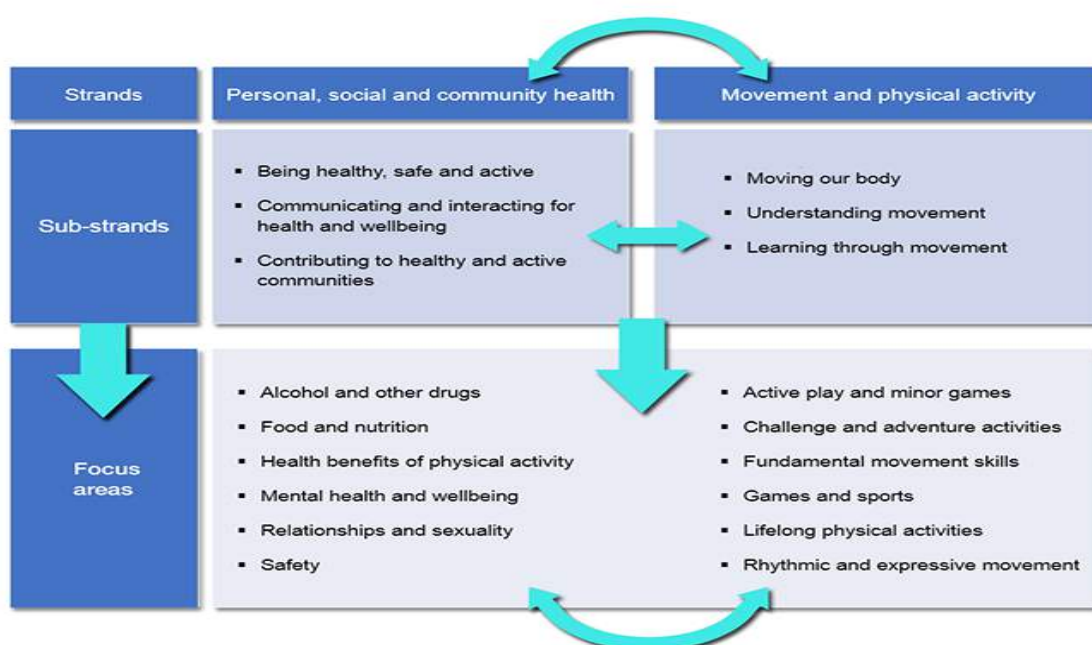 Strands
Personal, social and community health
Movement and physical activity
Sub-strands
▪ Being healthy, safe and active
▪ Communicating and interacting for
health and wellbeing
▪ Contributing to healthy and active
communities
▪ Moving our body
▪ Understanding movement
▪ Learning through movement
Focus
areas
▪ Alcohol and other drugs
▪ Food and nutrition
▪ Health benefits of physical activity
▪ Mental health and wellbeing
▪ Relationships and sexuality
▪ Safety
▪ Active play and minor games
▪ Challenge and adventure activities
▪ Fundamental movement skills
▪ Games and sports
▪ Lifelong physical activities
▪ Rhythmic and expressive movement